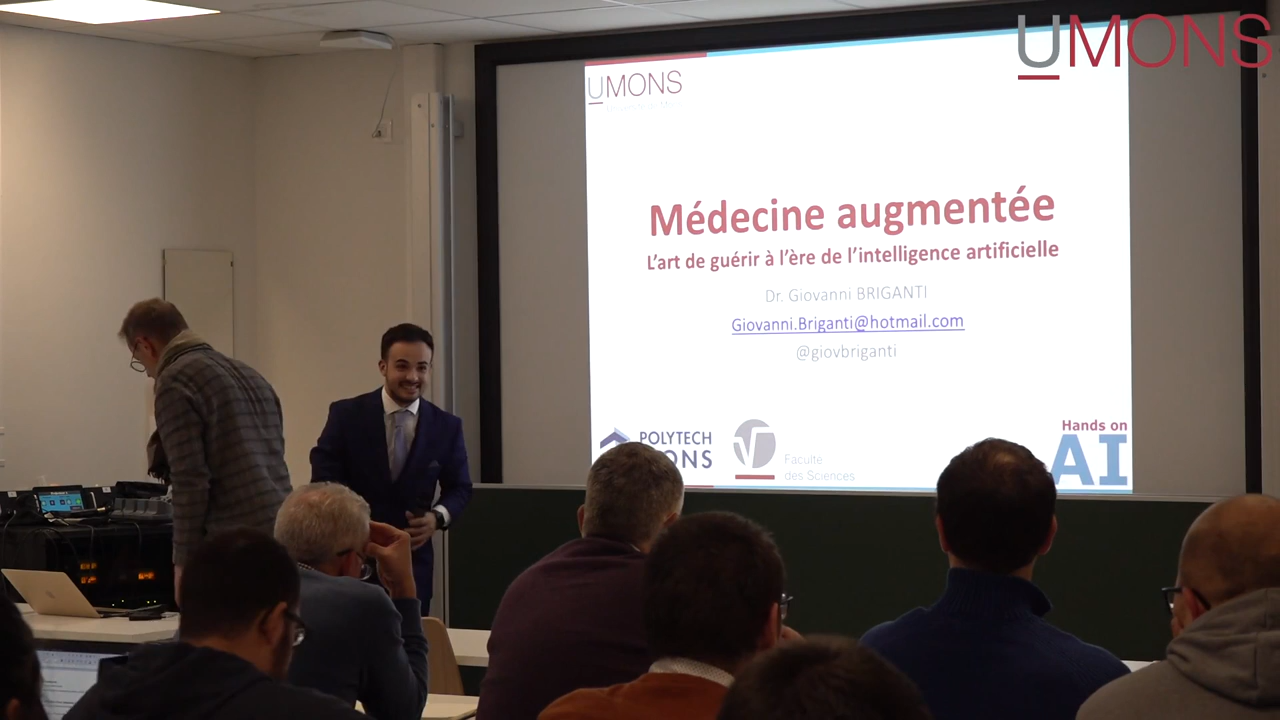 UMONS
UMONS
Médecine augmentée
L'art de guérir à l'ère de l'intelligence artificielle
Dr. Giovanni BRIGANTI
Giovanni.Briganti@hotmail.com
@giovbriganti
POLYTECH
ONS
Faculté
des Sciences
Hands on
AI